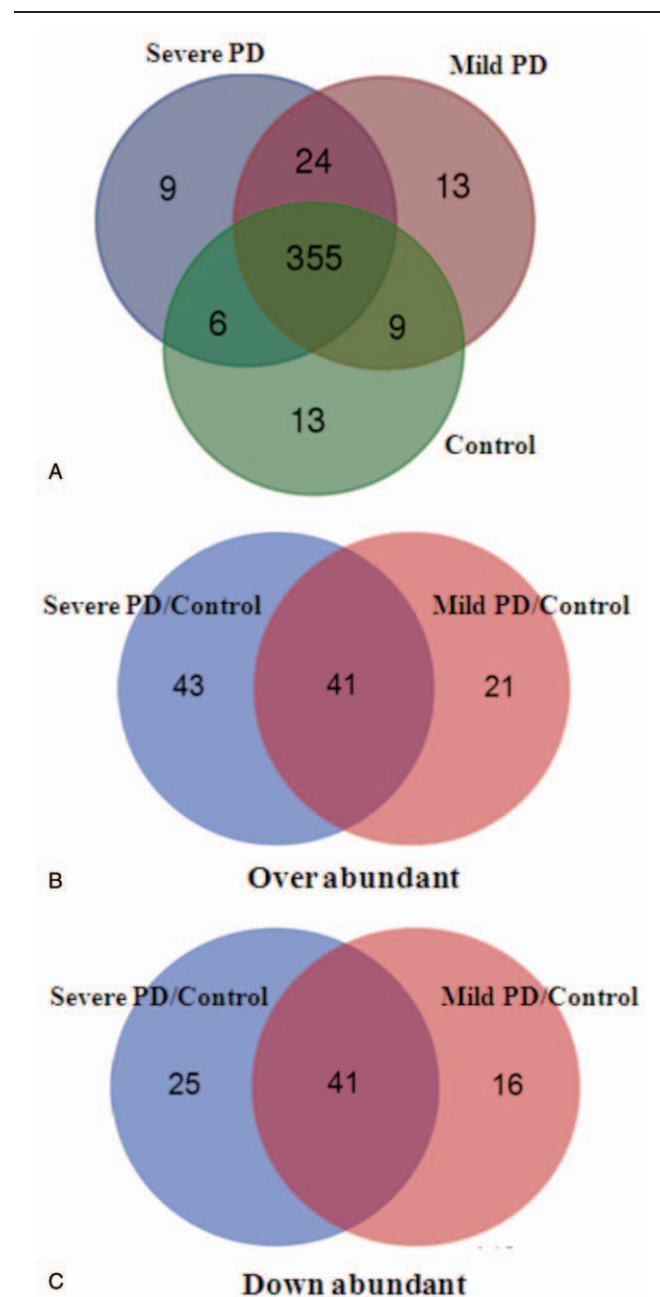 Severe PD
Mild PD
24
9
13
355
6
9
13
Control
A
Severe PD/Control
Mild PD/Control
43
41
21
B
Over abundant
Severe PD/Control
Mild PD/Control
25
41
16
C
Down abundant